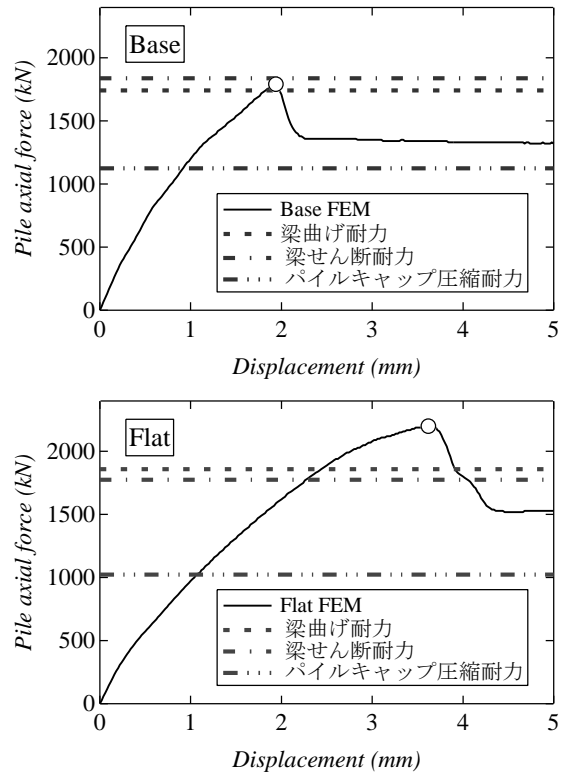 Base
2000
1500
1000
500
0
Pile axial force (kN)
Base FEM
梁曲げ耐力
梁せん断耐力
パイルキャップ圧縮耐力
0 1 2 3 4 5
Displacement (mm)
Flat
2000
1500
1000
500
0
Pile axial force (kN)
Flat FEM
梁曲げ耐力
梁せん断耐力
パイルキャップ圧縮耐力
0 1 2 3 4 5
Displacement (mm)